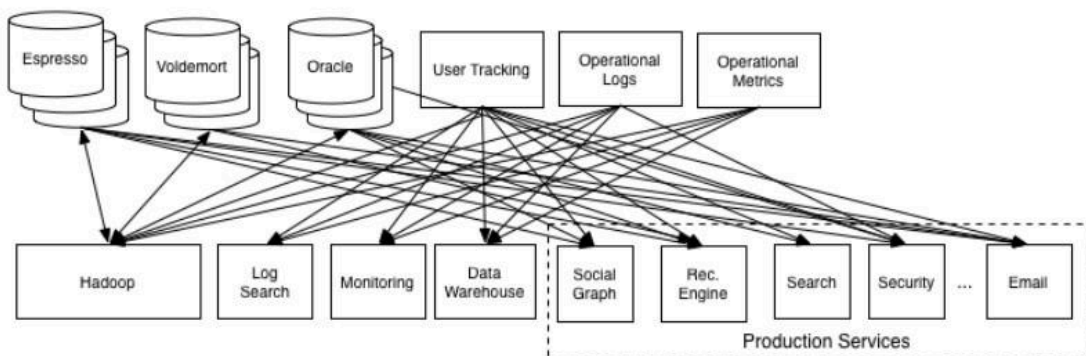 Espresso
Voldemort
Oracle
User Tracking
Operational
Logs
Operational
Metrics
Hadoop
Log
Search
Monitoring
Data
Warehouse
Social
Graph
Rec.
Engine
Search
Security
...
Email
Production Services